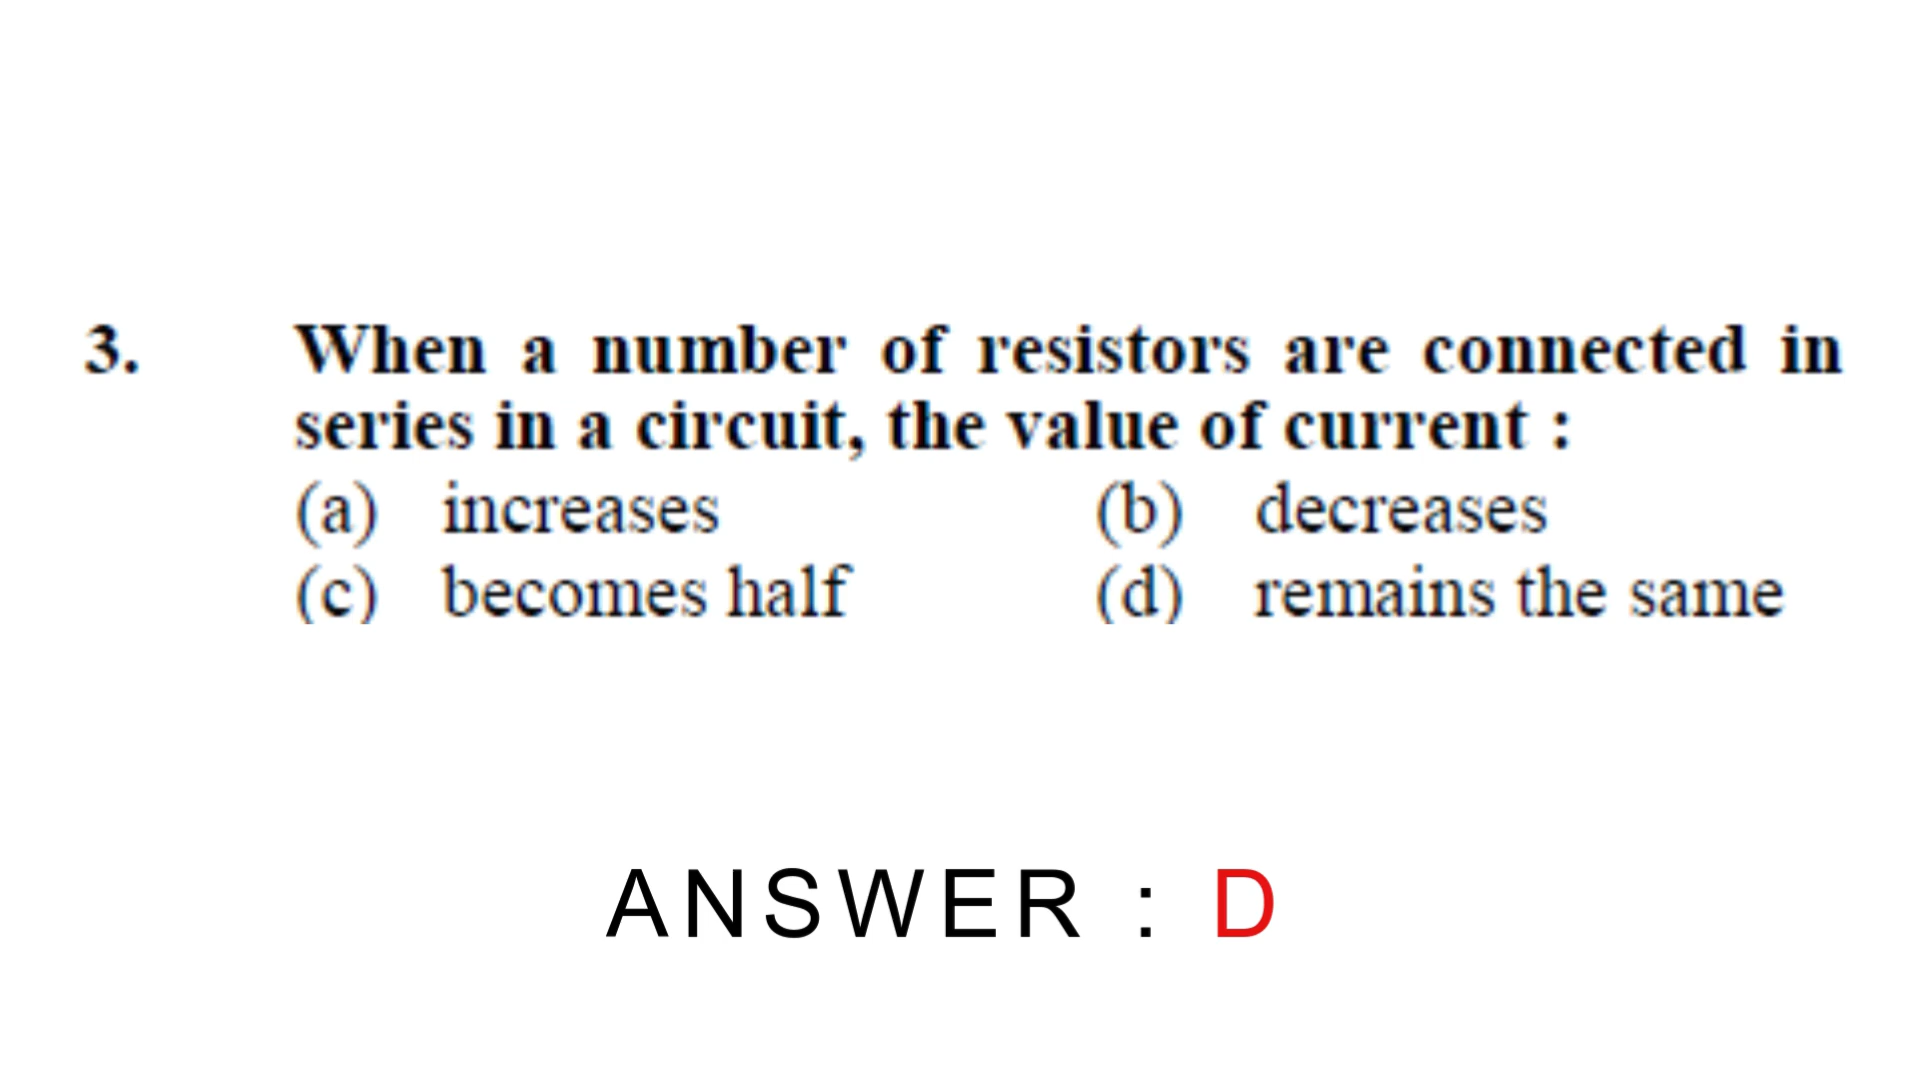 3. When a number of resistors are connected in
series in a circuit, the value of current :
(a) increases (b) decreases
(c) becomes half (d) remains the same
ANSWER : D